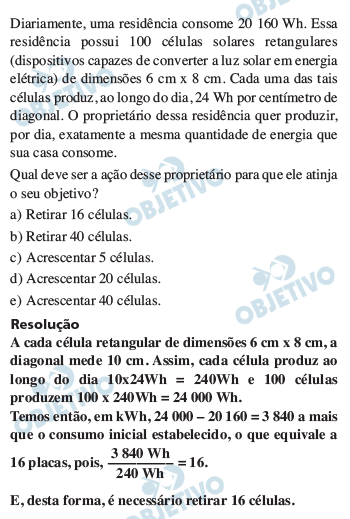 Diariamente, uma residência consome 20 160 Wh. Essa
residência possui 100 células solares retangulares
(dispositivos capazes de converter a luz solar em energia
elétrica) de dimensões 6 cm x 8 cm. Cada uma das tais
células produz, ao longo do dia, 24 Wh por centímetro de
diagonal. O proprietário dessa residência quer produzir,
por dia, exatamente a mesma quantidade de energia que
sua casa consome.
Qual deve ser a ação desse proprietário para que ele atinja
o seu objetivo?
a) Retirar 16 células.
b) Retirar 40 células.
c) Acrescentar 5 células.
d) Acrescentar 20 células.
e) Acrescentar 40 células.
Resolução
A cada célula retangular de dimensões 6 cm x 8 cm, a
diagonal mede 10 cm. Assim, cada célula produz ao
longo do dia 10x24Wh = 240Wh e 100 células
produzem 100 x 240Wh = 24 000 Wh.
Temos então, em kWh, 24 000 – 20 160 = 3 840 a mais
que o consumo inicial estabelecido, o que equivale a
16 placas, pois, 3 840 Wh / 240 Wh = 16.
E, desta forma, é necessário retirar 16 células.
OBJETIVO
OBJETIVO
OBJETIVO
OBJETIVO
OBJETIVO
OBJETIVO